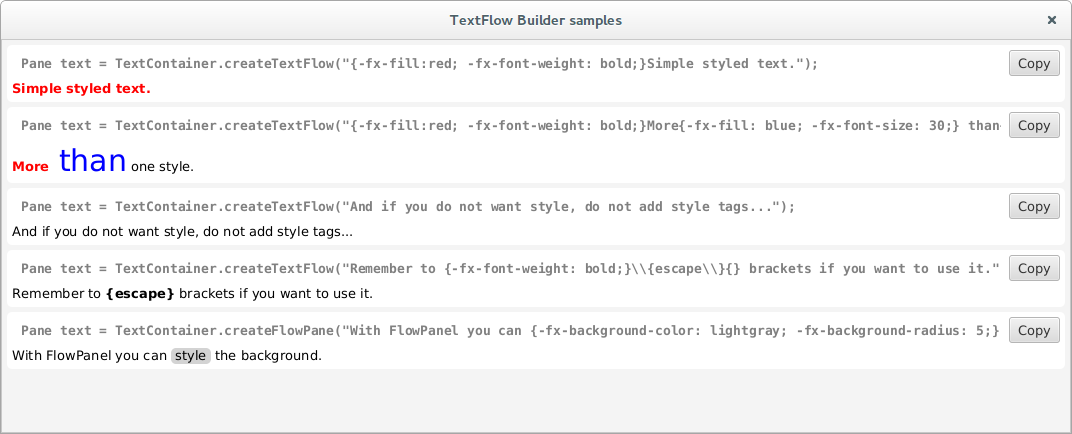 TextFlow Builder samples ×
Pane text = TextContainer.createTextFlow("{-fx-fill:red; -fx-font-weight: bold;}Simple styled text."); Copy
Simple styled text.
Pane text = TextContainer.createTextFlow("{-fx-fill:red; -fx-font-weight: bold;}More{-fx-fill: blue; -fx-font-size: 30;} than Copy
More than one style.
Pane text = TextContainer.createTextFlow("And if you do not want style, do not add style tags..."); Copy
And if you do not want style, do not add style tags...
Pane text = TextContainer.createTextFlow("Remember to {-fx-font-weight: bold;}\\{escape\\}{} brackets if you want to use it." Copy
Remember to {escape} brackets if you want to use it.
Pane text = TextContainer.createFlowPane("With FlowPanel you can {-fx-background-color: lightgray; -fx-background-radius: 5;} Copy
With FlowPanel you can style the background.